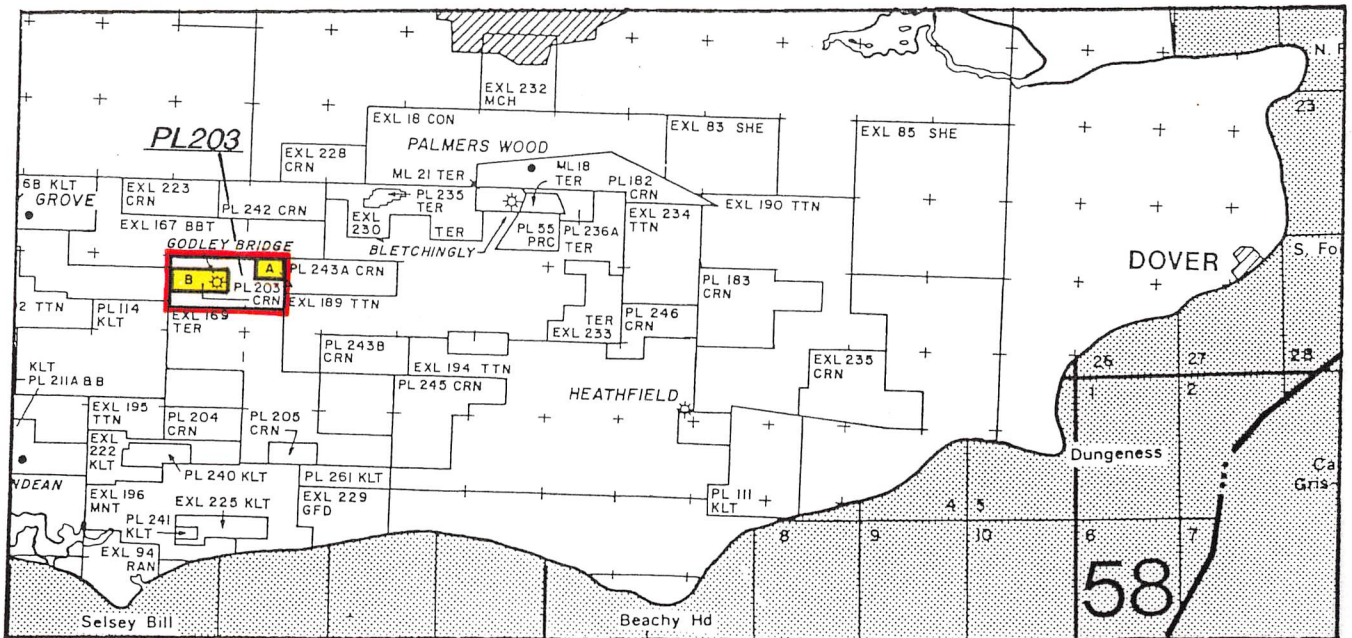 N. F
23
EXL 232
MCH
EXL 18 CON
EXL 83 SHE
EXL 85 SHE
PL203
PALMERS WOOD
EXL 228
CRN
ML 21 TER
ML 18
TER
6B KLT
GROVE
EXL 223
CRN
PL 242 CRN
PL 235
TER
PL 182
CRN
EXL 190 TTN
EXL 167 BBT
EXL
230
TER
BLETCHINGLY
PL 55
PRC
PL 236A
TER
EXL 234
TTN
GODLEY BRIDGE
DOVER
S. Fo
A
PL 243A CRN
B
PL 203
CRN
EXL 189 TTN
PL 183
CRN
2 TTN
PL 114
KLT
EXL 169
TER
TER
EXL 233
PL 246
CRN
PL 243B
CRN
EXL 194 TTN
EXL 235
CRN
26
27
28
2
1
KLT
PL 211A BB
PL 245 CRN
HEATHFIELD
EXL 195
TTN
PL 204
CRN
PL 205
CRN
EXL
222
KLT
PL 240 KLT
PL 261 KLT
Dungeness
Ca
Gris
NDEAN
EXL 196
MNT
EXL 225 KLT
EXL 229
GFD
PL 111
KLT
4
5
PL 241
KLT
8
9
10
6
7
EXL 94
RAN
58
Selsey Bill
Beachy Hd